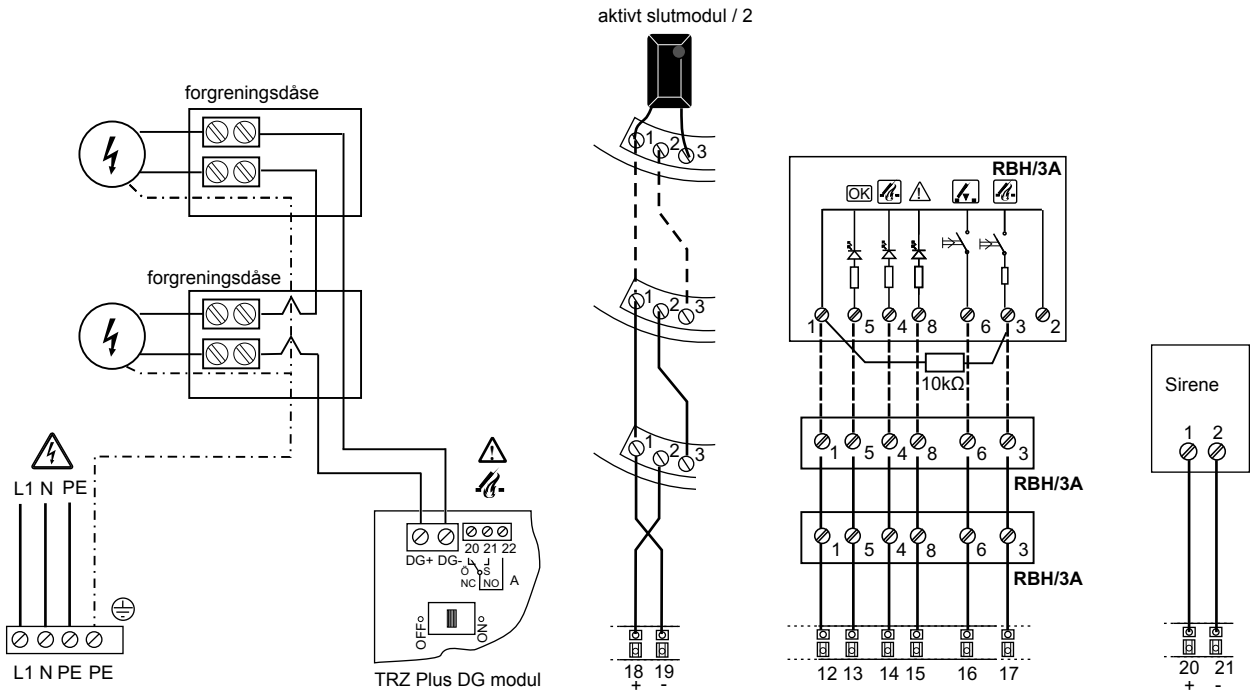 aktivt slutmodul / 2
forgreningsdåse
1 2 3
RBH/3A
OK
forgreningsdåse
1 2 3
1 5 4 8 6 3 2
10kΩ
Sirene
1 2
1 2 3
1 5 4 8 6 3
RBH/3A
L1 N PE
DG+ DG-
20 21 22
Ö S
NC NO A
1 5 4 8 6 3
RBH/3A
OFF ON
L1 N PE PE
TRZ Plus DG modul
18 19
+ -
12 13 14 15 16 17
20 21
+ -